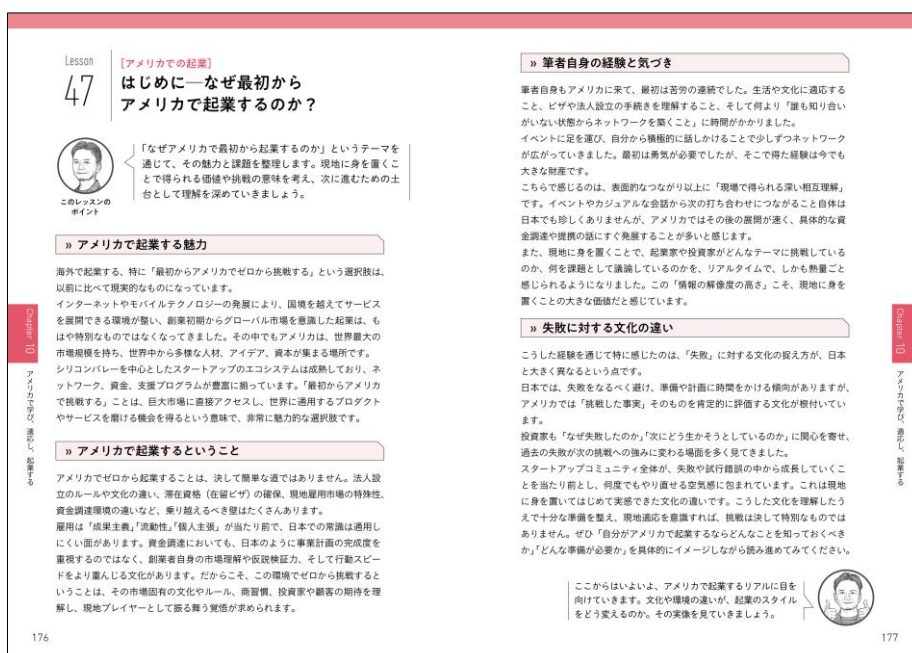 Lesson
47
[アメリカでの起業]
はじめに─なぜ最初から
アメリカで起業するのか？
このレッスンの
ポイント
「なぜアメリカで最初から起業するのか」というテーマを
通じて、その魅力と課題を整理します。現地に身を置くこ
とで得られる価値や挑戦の意味を考え、次に進むための土
台として理解を深めていきましょう。
» アメリカで起業する魅力
海外で起業する、特に「最初からアメリカでゼロから挑戦する」という選択肢は、
以前に比べて現実的なものになっています。
インターネットやモバイルテクノロジーの発展により、国境を越えてサービス
を展開できる環境が整い、創業初期からグローバル市場を意識した起業は、も
はや特別なものではなくなってきました。その中でもアメリカは、世界最大の
市場規模を持ち、世界中から多様な人材、アイデア、資本が集まる場所です。
シリコンバレーを中心としたスタートアップのエコシステムは成熟しており、ネ
ットワーク、資金、支援プログラムが豊富に揃っています。「最初からアメリカ
で挑戦する」ことは、巨大市場に直接アクセスし、世界に通用するプロダクト
やサービスを磨ける機会を得るという意味で、非常に魅力的な選択肢です。
» アメリカで起業するということ
アメリカでゼロから起業することは、決して簡単な道ではありません。法人設
立のルールや文化の違い、滞在資格（在留ビザ）の確保、現地雇用市場の特殊性、
資金調達環境の違いなど、乗り越えるべき壁はたくさんあります。
雇用は「成果主義」「流動性」「個人主張」が当たり前で、日本での常識は通用し
にくい面があります。資金調達においても、日本のように事業計画の完成度を
重視するのではなく、創業者自身の市場理解や仮説検証力、そして行動スピー
ドをより重んじる文化があります。だからこそ、この環境でゼロから挑戦すると
いうことは、その市場固有の文化やルール、商習慣、投資家や顧客の期待を理
解し、現地プレイヤーとして振る舞う覚悟が求められます。
Chapter 10
アメリカで学び、適応し、起業する
176
» 筆者自身の経験と気づき
筆者自身もアメリカに来て、最初は苦労の連続でした。生活や文化に適応する
こと、ビザや法人設立の手続きを理解すること、そして何より「誰も知り合い
がいない状態からネットワークを築くこと」に時間がかかりました。
イベントに足を運び、自分から積極的に話しかけることで少しずつネットワーク
が広がっていきました。最初は勇気が必要でしたが、そこで得た経験は今でも
大きな財産です。
こちらで感じるのは、表面的なつながり以上に「現場で得られる深い相互理解」
です。イベントやカジュアルな会話から次の打ち合わせにつながること自体は
日本でも珍しくありませんが、アメリカではその後の展開が速く、具体的な資
金調達や提携の話にすぐ発展することが多いと感じます。
また、現地に身を置くことで、起業家や投資家がどんなテーマに挑戦している
のか、何を課題として議論しているのかを、リアルタイムで、しかも熱量ごと
感じられるようになりました。この「情報の解像度の高さ」こそ、現地に身を
置くことの大きな価値だと感じています。
» 失敗に対する文化の違い
こうした経験を通じて特に感じたのは、「失敗」に対する文化の捉え方が、日本
と大きく異なるという点です。
日本では、失敗をなるべく避け、準備や計画に時間をかける傾向がありますが、
アメリカでは「挑戦した事実」そのものを肯定的に評価する文化が根付いてい
ます。
投資家も「なぜ失敗したのか」「次にどう生かそうとしているのか」に関心を寄せ、
過去の失敗が次の挑戦への強みに変わる場面を多く見てきました。
スタートアップコミュニティ全体が、失敗や試行錯誤の中から成長していくこ
とを当たり前とし、何度でもやり直せる空気感に包まれています。これは現地
に身を置いてはじめて実感できた文化の違いです。こうした文化を理解したう
えで十分な準備を整え、現地適応を意識すれば、挑戦は決して特別なものでは
ありません。ぜひ「自分がアメリカで起業するならどんなことを知っておくべき
か」「どんな準備が必要か」を具体的にイメージしながら読み進めてみてください。
ここからはいよいよ、アメリカで起業するリアルに目を
向けていきます。文化や環境の違いが、起業のスタイル
をどう変えるのか。その実像を見ていきましょう。
Chapter 10
アメリカで学び、適応し、起業する
177